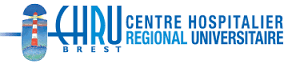 CHRU
BREST
CENTRE HOSPITALIER
REGIONAL UNIVERSITAIRE